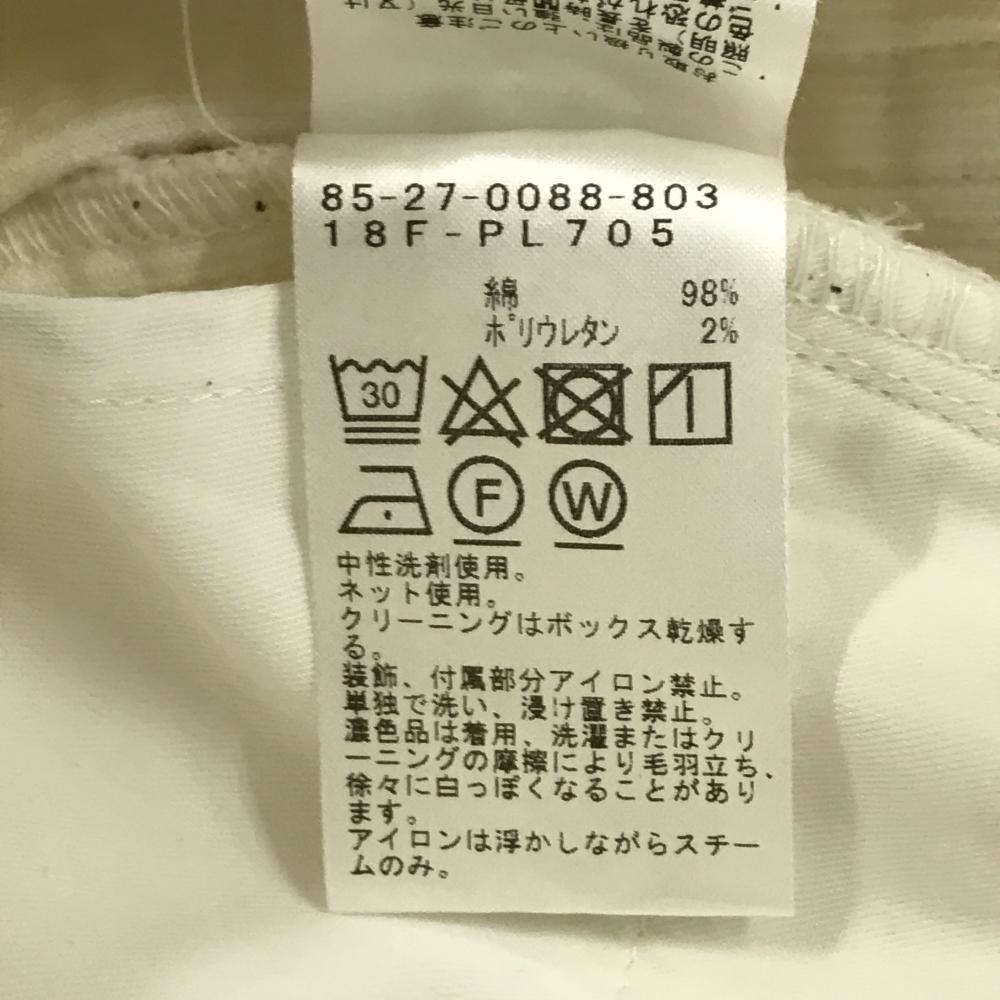 85-27-0088-803
18F-PL705
綿 98%
ポリウレタン 2%
30
F W
中性洗剤使用。
ネット使用。
クリーニングはボックス乾燥す
る。
装飾、付属部分アイロン禁止。
単独で洗い、浸け置き禁止。
濃色品は着用、洗濯またはクリ
ーニングの摩擦により毛羽立ち、
徐々に白っぽくなることがあり
ます。
アイロンは浮かしながらスチー
ムのみ。